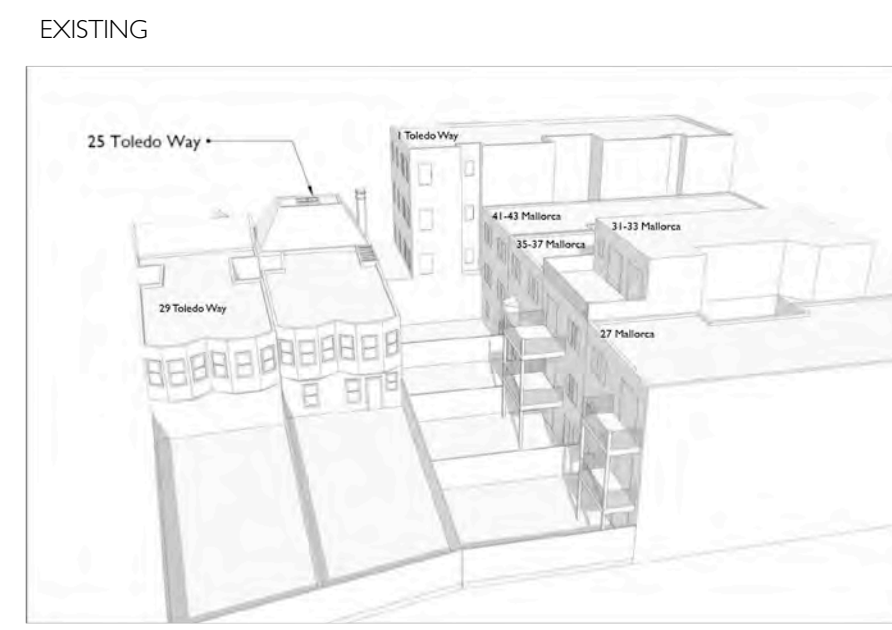 EXISTING
25 Toledo Way
1 Toledo Way
41-43 Mallorca
31-33 Mallorca
35-37 Mallorca
29 Toledo Way
27 Mallorca